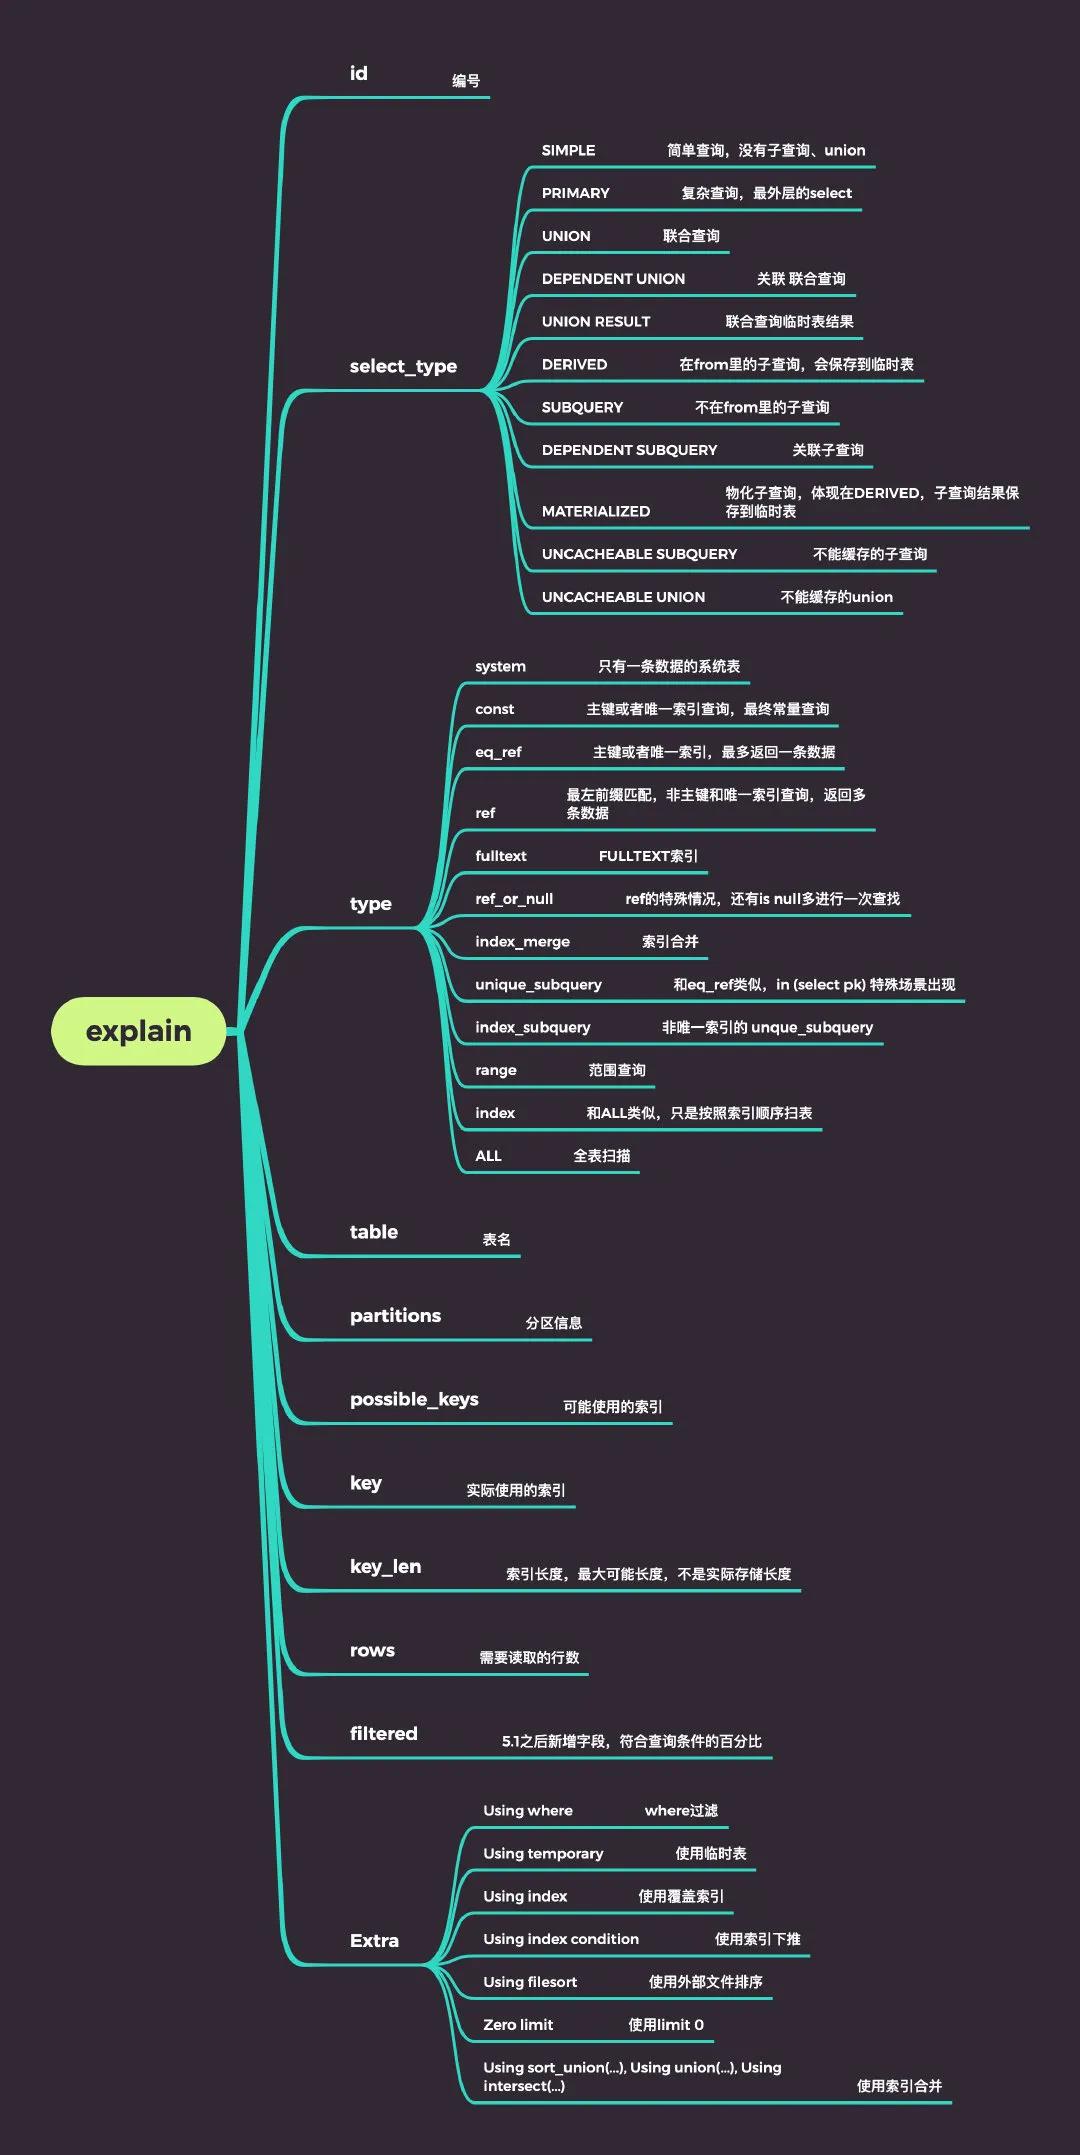 explain
id 编号
select_type
SIMPLE 简单查询，没有子查询、union
PRIMARY 复杂查询，最外层的select
UNION 联合查询
DEPENDENT UNION 关联 联合查询
UNION RESULT 联合查询临时表结果
DERIVED 在from里的子查询，会保存到临时表
SUBQUERY 不在from里的子查询
DEPENDENT SUBQUERY 关联子查询
MATERIALIZED 物化子查询，体现在DERIVED，子查询结果保
存到临时表
UNCACHEABLE SUBQUERY 不能缓存的子查询
UNCACHEABLE UNION 不能缓存的union
type
system 只有一条数据的系统表
const 主键或者唯一索引查询，最终常量查询
eq_ref 主键或者唯一索引，最多返回一条数据
ref 最左前缀匹配，非主键和唯一索引查询，返回多
条数据
fulltext FULLTEXT索引
ref_or_null ref的特殊情况，还有is null多进行一次查找
index_merge 索引合并
unique_subquery 和eq_ref类似，in (select pk) 特殊场景出现
index_subquery 非唯一索引的 unque_subquery
range 范围查询
index 和ALL类似，只是按照索引顺序扫表
ALL 全表扫描
table 表名
partitions 分区信息
possible_keys 可能使用的索引
key 实际使用的索引
key_len 索引长度，最大可能长度，不是实际存储长度
rows 需要读取的行数
filtered 5.1之后新增字段，符合查询条件的百分比
Extra
Using where where过滤
Using temporary 使用临时表
Using index 使用覆盖索引
Using index condition 使用索引下推
Using filesort 使用外部文件排序
Zero limit 使用limit 0
Using sort_union(...), Using union(...), Using
intersect(...) 使用索引合并